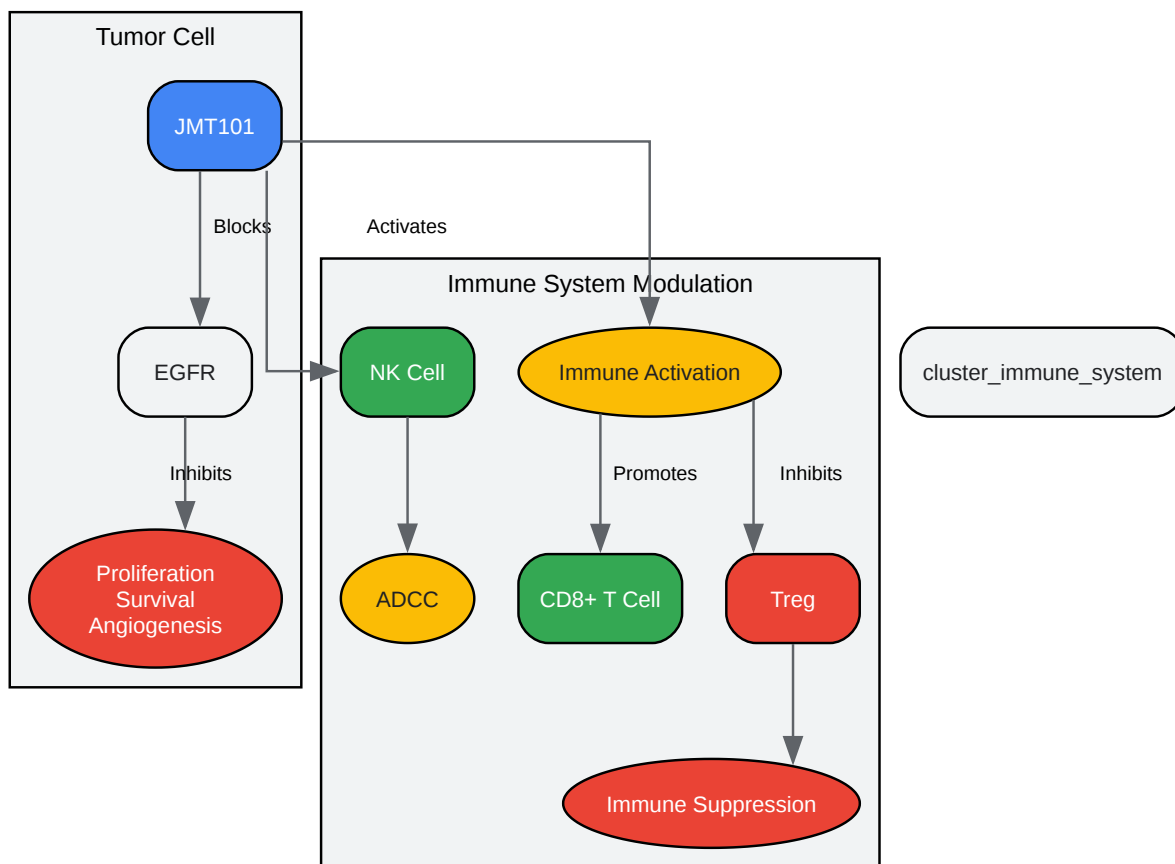 Tumor Cell
JMT101
Blocks
Activates
Immune System Modulation
EGFR
NK Cell
Immune Activation
cluster_immune_system
Inhibits
Promotes
Inhibits
Proliferation
Survival
Angiogenesis
ADCC
CD8+ T Cell
Treg
Immune Suppression